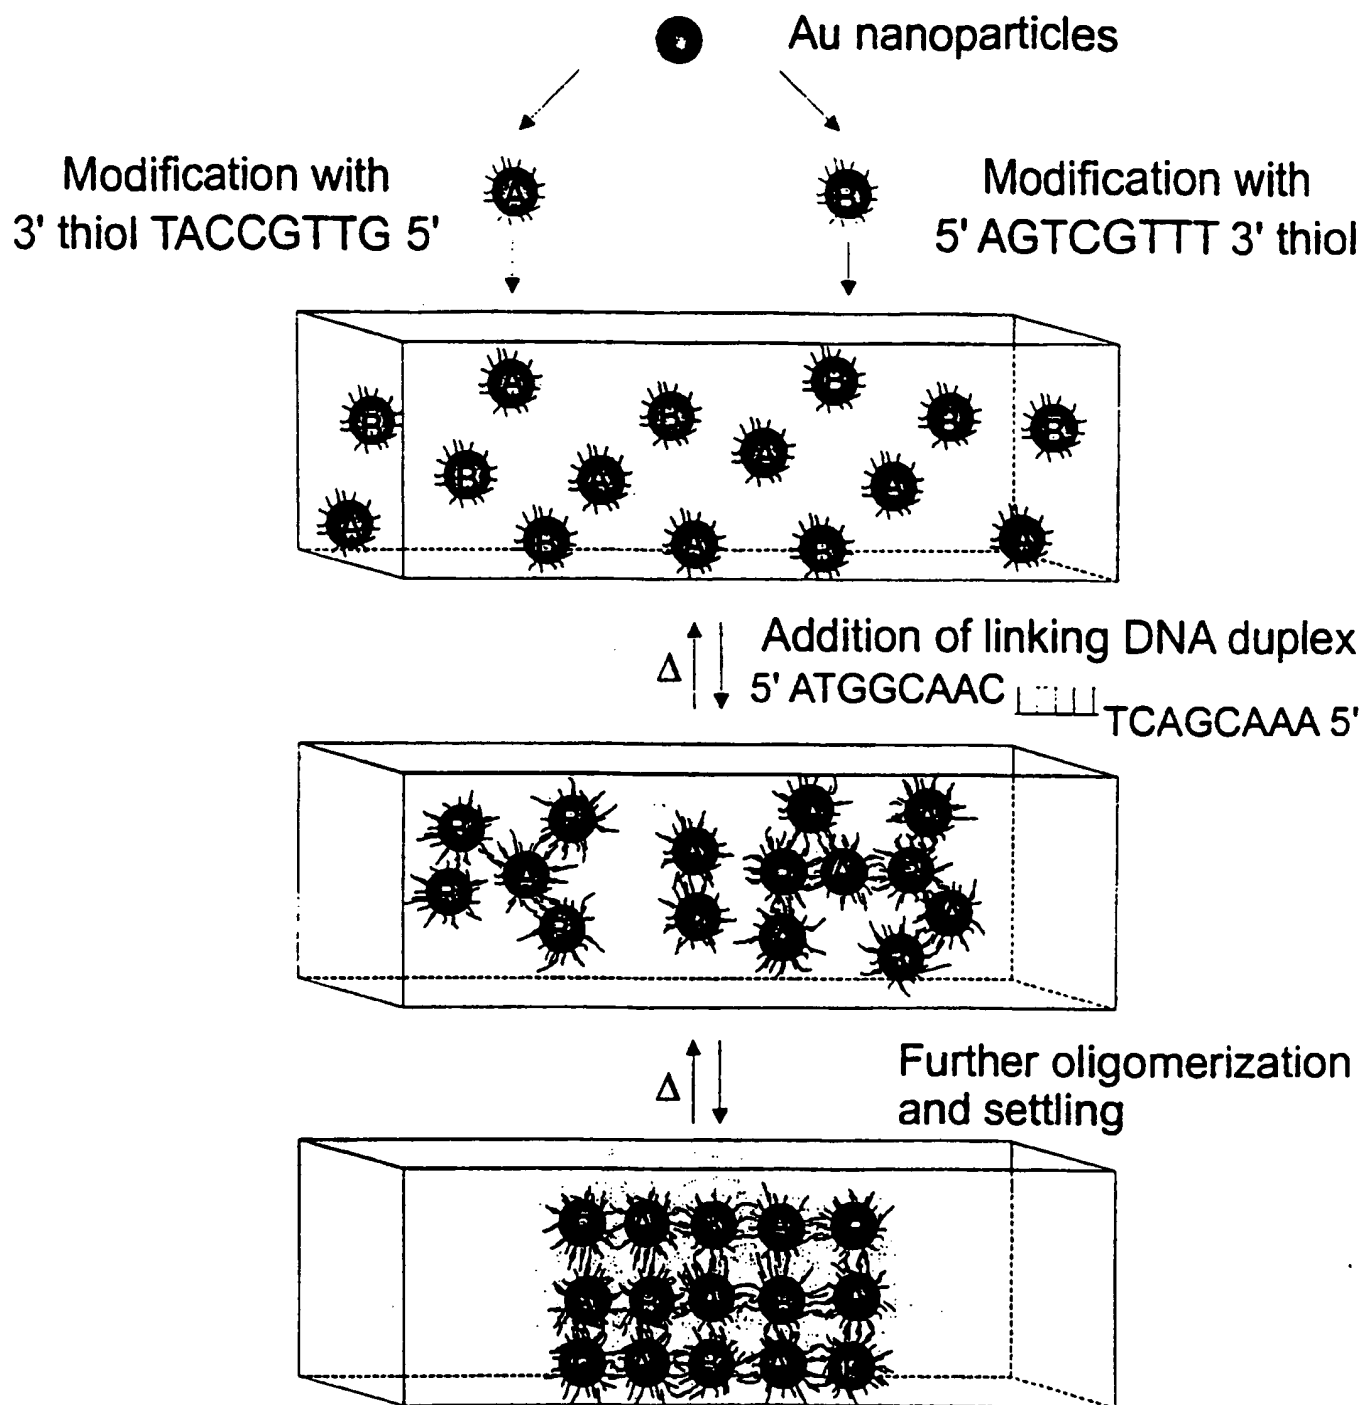 Au nanoparticles
Modification with
3' thiol TACCGTTG 5'
Modification with
5' AGTCGTTT 3' thiol
A
B
A
B
B
B
B
B
A
B
A
A
A
B
A
B
A
Addition of linking DNA duplex
Δ
5' ATGGCAAC
TCAGCAAA 5'
Further oligomerization
and settling
Δ